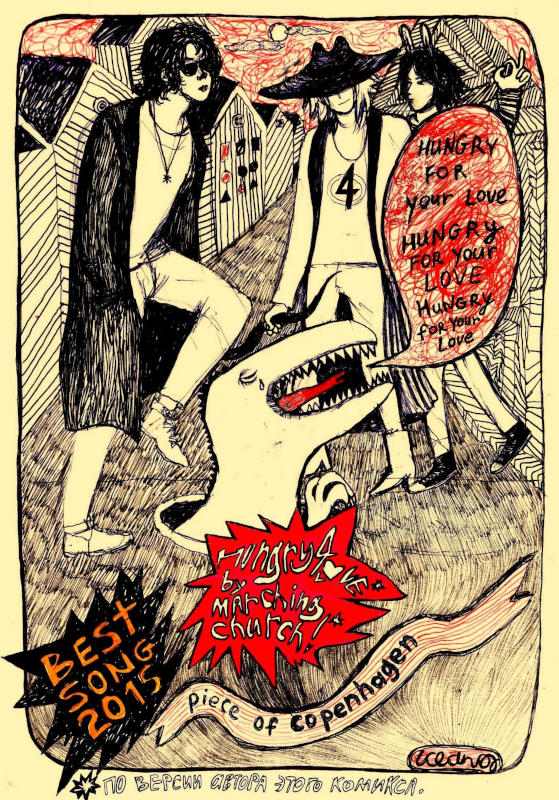 4
HUNGRY
FOR
your Love
HUNGRY
FOR YOUR
LOVE
HUNGRY
for your
Love
Hungry 4
LOVE
by
MARCHING
CHURCH!
BEST
SONG
2015
piece of copenhagen
ПО ВЕРСИИ АВТОРА ЭТОГО КОМИКСА.